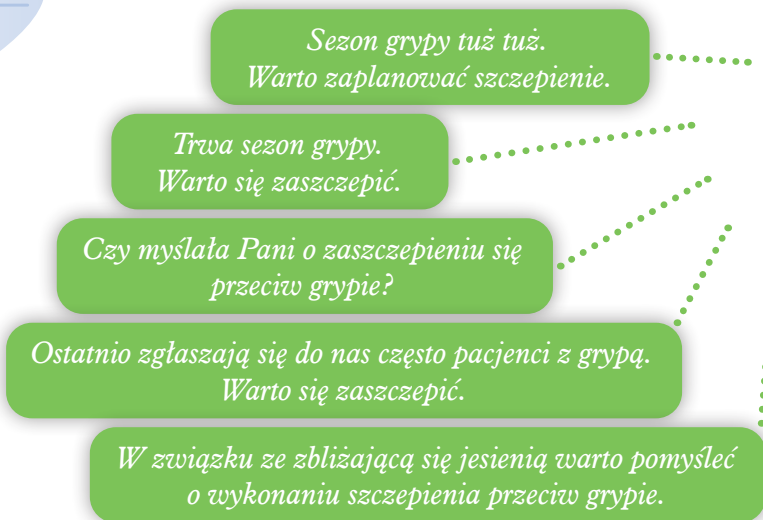 Sezon grypy tuż tuż.
Warto zaplanować szczepienie.
Trwa sezon grypy.
Warto się zaszczepić.
Czy myślała Pani o zaszczepieniu się
przeciw grypie?
Ostatnio zgłaszają się do nas często pacjenci z grypą.
Warto się zaszczepić.
W związku ze zbliżającą się jesienią warto pomyśleć
o wykonaniu szczepienia przeciw grypie.